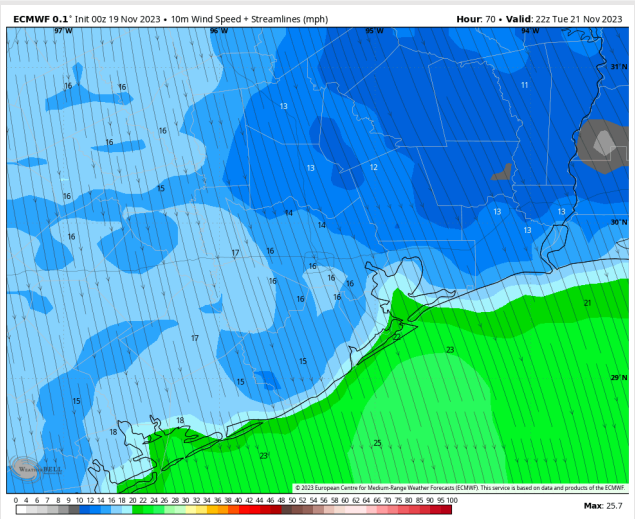 ECMWF 0.1° Init 00z 19 Nov 2023 • 10m Wind Speed + Streamlines (mph)
Hour: 70 • Valid: 22z Tue 21 Nov 2023
97°W 96°W 95°W 94°W
31°N
16 16 11
13
16 16
16 12
13
16 15
14 13 13
14 13 30°N
16
17 16
16
16 16 16
16 16
21
17 22
23
15
15 29°N
15
18 18
25
23
WeatherBELL
© 2023 European Centre for Medium-Range Weather Forecasts (ECMWF). This service is based on data and products of the ECMWF.
0 4 6 7 8 9 10 12 14 16 18 20 22 24 26 28 30 32 34 36 38 40 42 44 46 48 50 52 54 56 60 62 64 66 70 75 80 85 90 95 100
Max: 25.7